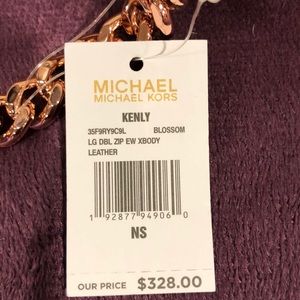 MICHAEL
MICHAEL KORS
KENLY
35F9RY9C9L BLOSSOM
LG DBL ZIP EW XBODY
LEATHER
1 92877 94906 0
NS
OUR PRICE $328.00